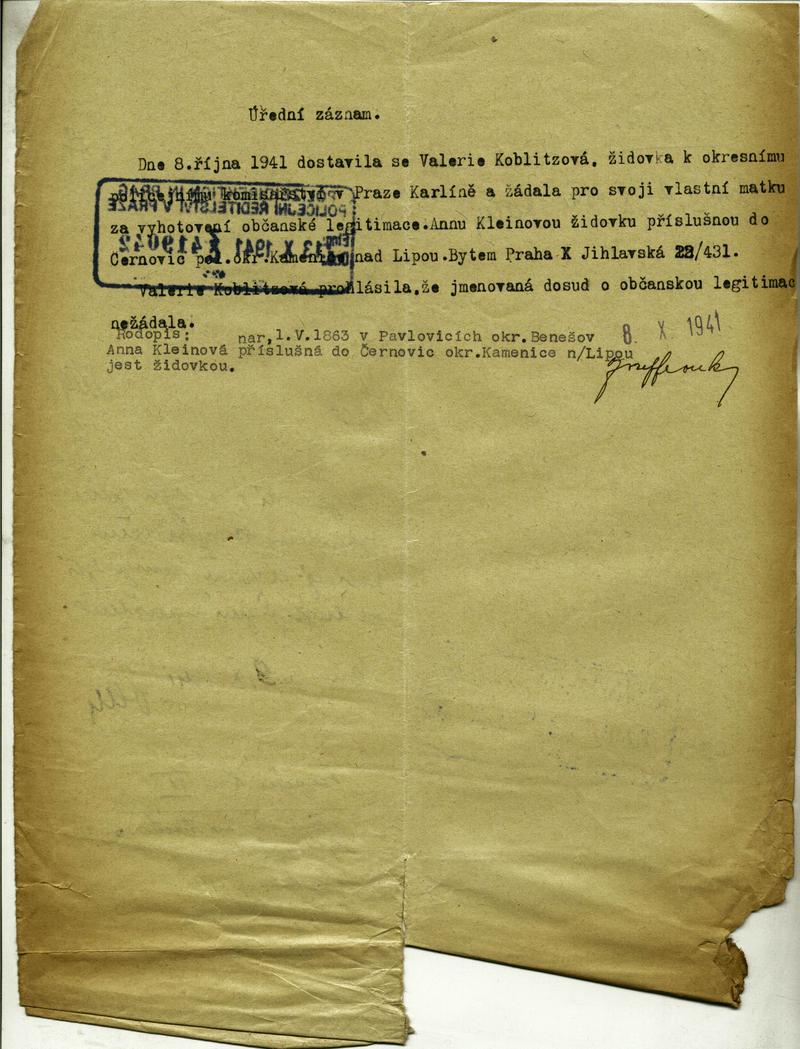 Úřední záznam.
Dne 8.října 1941 dostavila se Valerie Koblitzová, židovka k okresnímu
komisařství v Praze Karlíně a žádala pro svoji vlastní matku
za vyhotovení občanské legitimace.Annu Kleinovou židovku příslušnou do
Černovic okr.Kamenice nad Lipou.Bytem Praha X Jihlavská 22/431.
Valerie Koblitzová prohlásila,že jmenovaná dosud o občanskou legitimac
nežádala.
Rodopis: nar,1.V.1863 v Pavlovicích okr.Benešov
8. X. 1941
Anna Kleinová příslušná do Černovic okr.Kamenice n/Lipou
jest židovkou.
POLICEJNÍ ŘEDITELSTVÍ V PRAZE